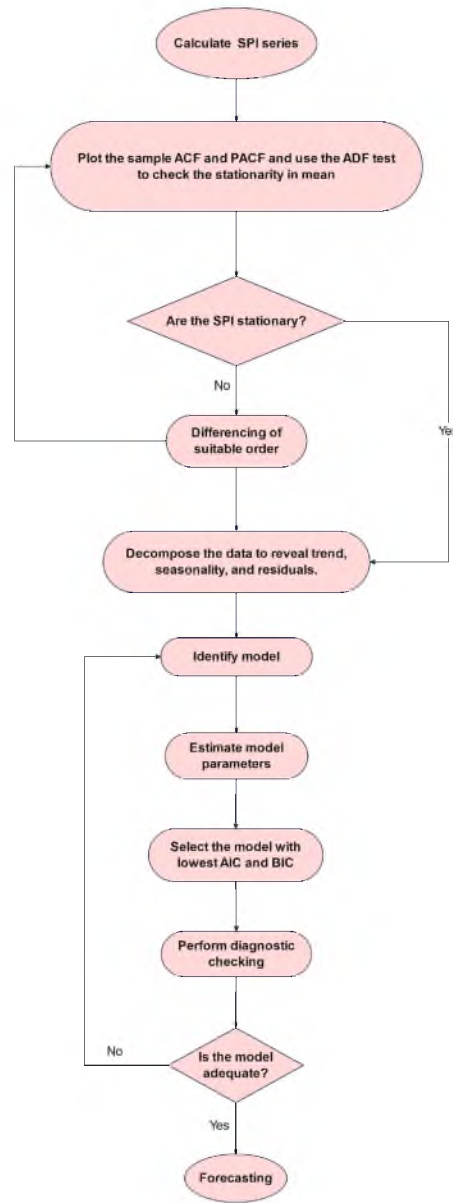 Calculate SPI series
Plot the sample ACF and PACF and use the ADF test
to check the stationarity in mean
Are the SPI stationary?
No
Yes
Differencing of
suitable order
Decompose the data to reveal trend,
seasonality, and residuals.
Identify model
Estimate model
parameters
Select the model with
lowest AIC and BIC
Perform diagnostic
checking
No
Is the model
adequate?
Yes
Forecasting